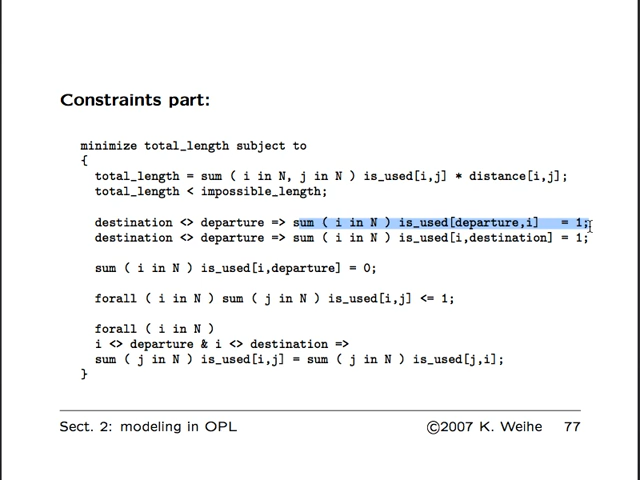 Constraints part:
minimize total_length subject to
{
total_length = sum ( i in N, j in N ) is_used[i,j] * distance[i,j];
total_length < impossible_length;
destination <> departure => sum ( i in N ) is_used[departure,i] = 1;
destination <> departure => sum ( i in N ) is_used[i,destination] = 1;
sum ( i in N ) is_used[i,departure] = 0;
forall ( i in N ) sum ( j in N ) is_used[i,j] <= 1;
forall ( i in N )
i <> departure & i <> destination =>
sum ( j in N ) is_used[i,j] = sum ( j in N ) is_used[j,i];
}
Sect. 2: modeling in OPL ©2007 K. Weihe 77